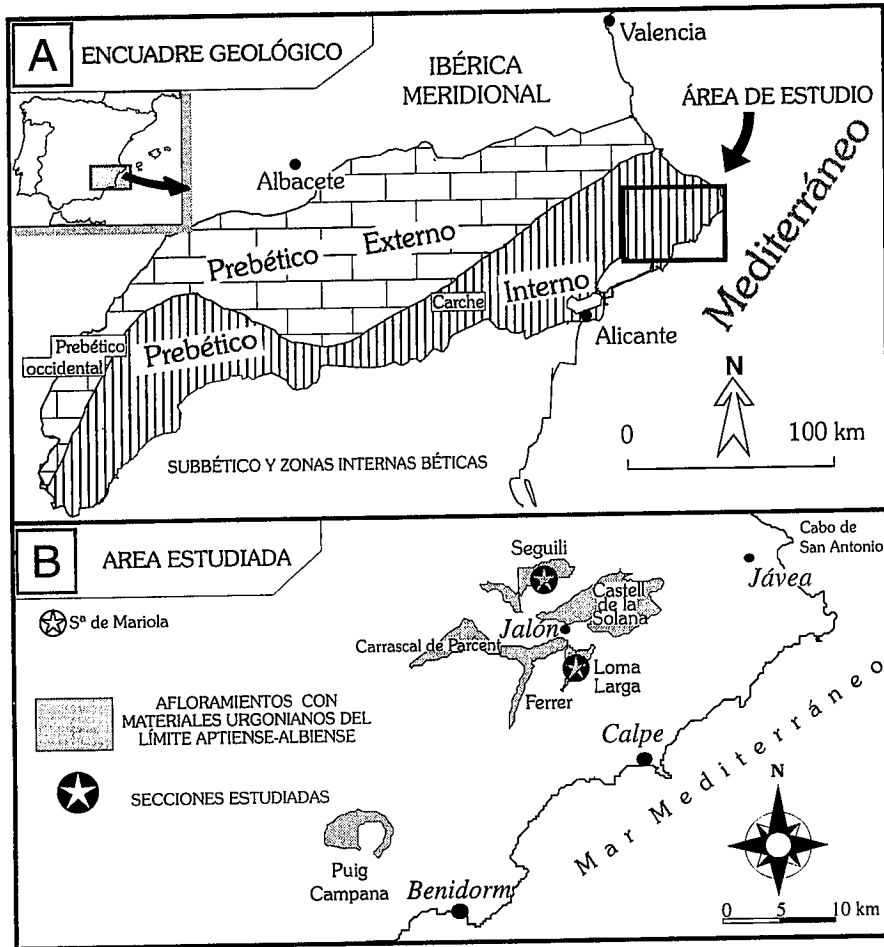 A
ENCUADRE GEOLÓGICO
Valencia
IBÉRICA
MERIDIONAL
ÁREA DE ESTUDIO
Albacete
Mediterráneo
Prebético Externo
Carche
Interno
Prebético
occidental
Prebético
Alicante
N
0 100 km
SUBBÉTICO Y ZONAS INTERNAS BÉTICAS
B
AREA ESTUDIADA
Cabo de
San Antonio
Seguili
Jávea
Sª de Mariola
Castell
de la
Solana
Jalón
Carrascal de Parcent
Loma
Larga
Ferrer
AFLORAMIENTOS CON
MATERIALES URGONIANOS DEL
LÍMITE APTIENSE-ALBIENSE
Calpe
Mar Mediterráneo
SECCIONES ESTUDIADAS
N
Puig
Campana
Benidorm
0 5 10 km